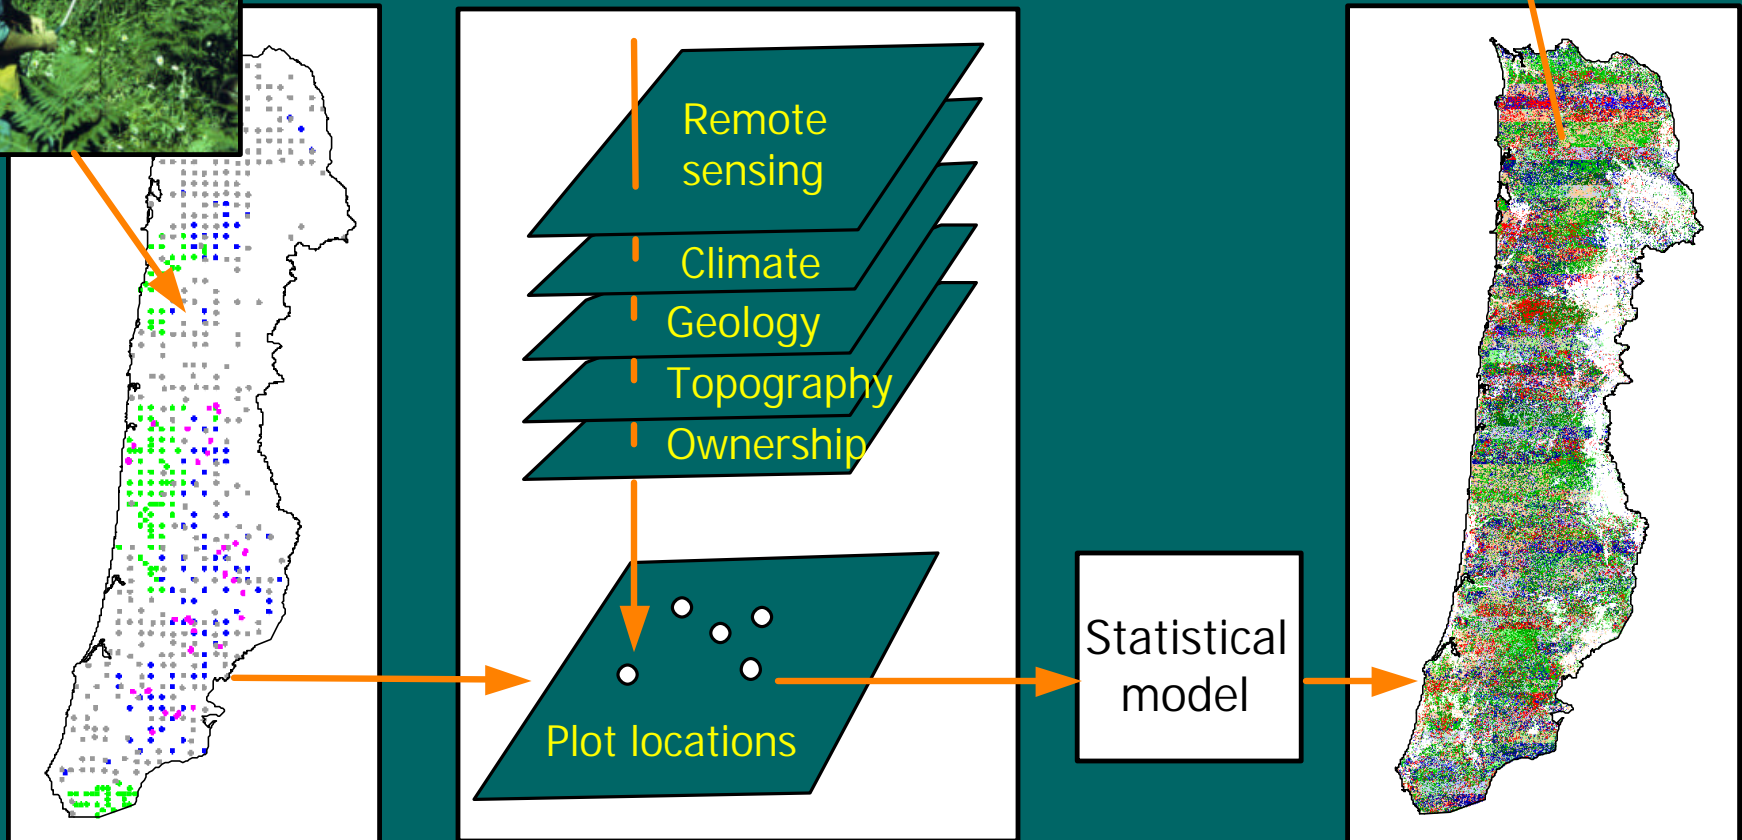 Remote
sensing
Climate
Geology
Topography
Ownership
Plot locations
Statistical
model